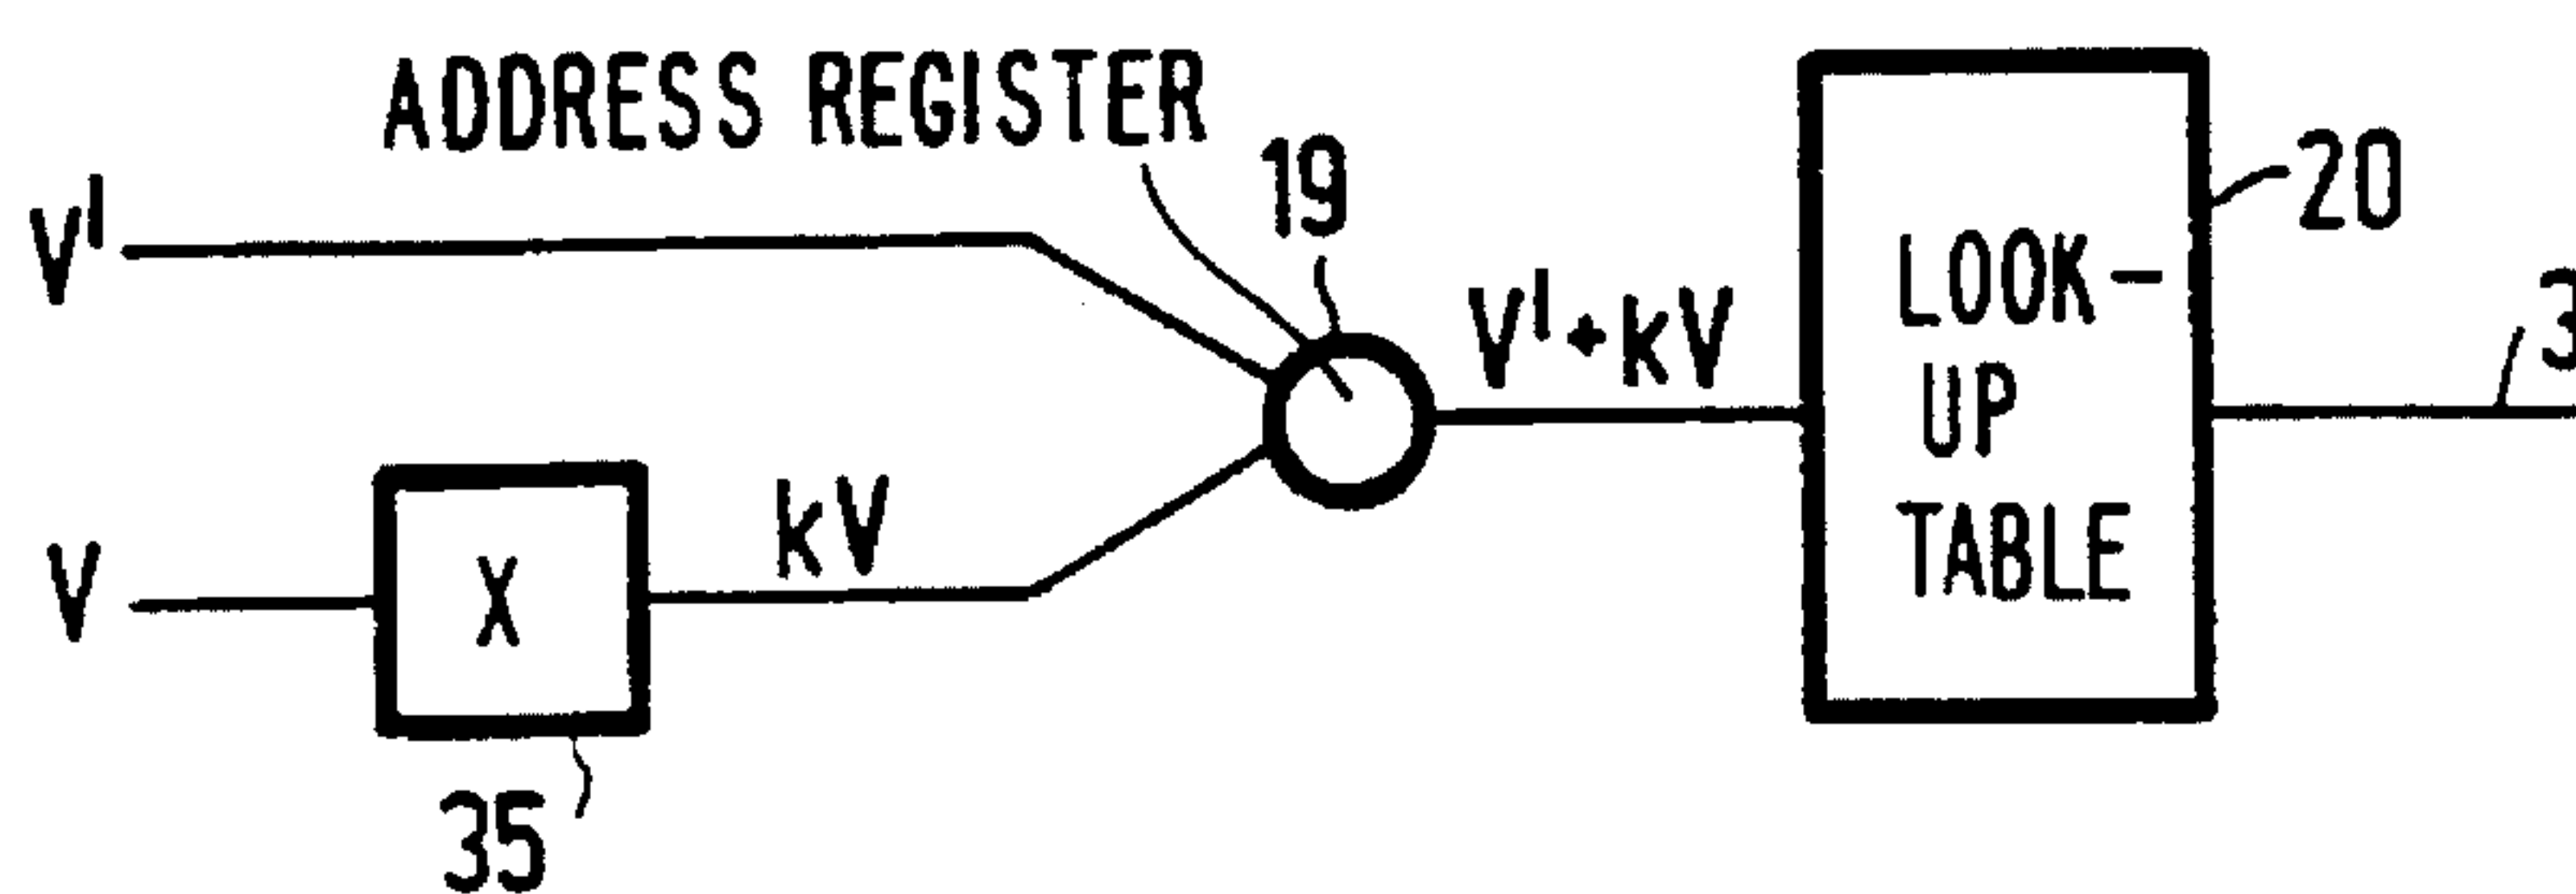 ADDRESS REGISTER
19
V'
20
V'+kV
LOOK-
UP
TABLE
kV
V
X
35